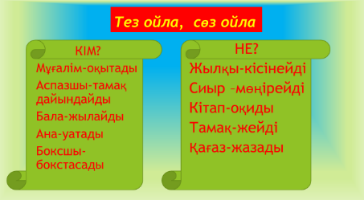 Тез ойла, сөз ойла
КІМ?
Мұғалім-оқытады
Аспазшы-тамақ
дайындайды
Бала-жылайды
Ана-уатады
Боксшы-
бокстасады
НЕ?
Жылқы-кісінейді
Сиыр –мөңірейді
Кітап-оқиды
Тамақ-жейді
Қағаз-жазады